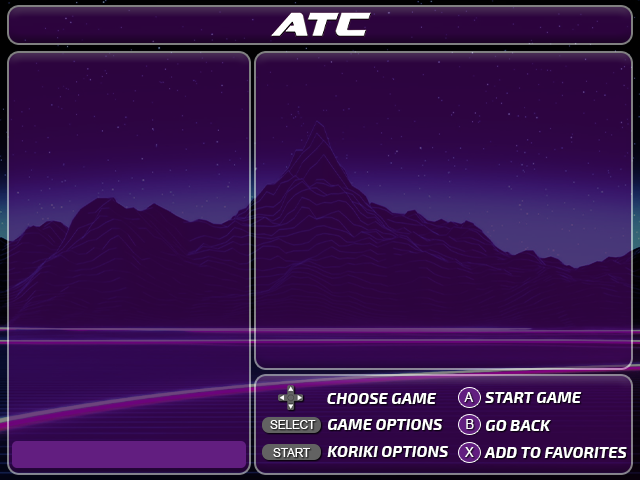 ATC
CHOOSE GAME
A START GAME
SELECT GAME OPTIONS
B GO BACK
START KORIKI OPTIONS
X ADD TO FAVORITES